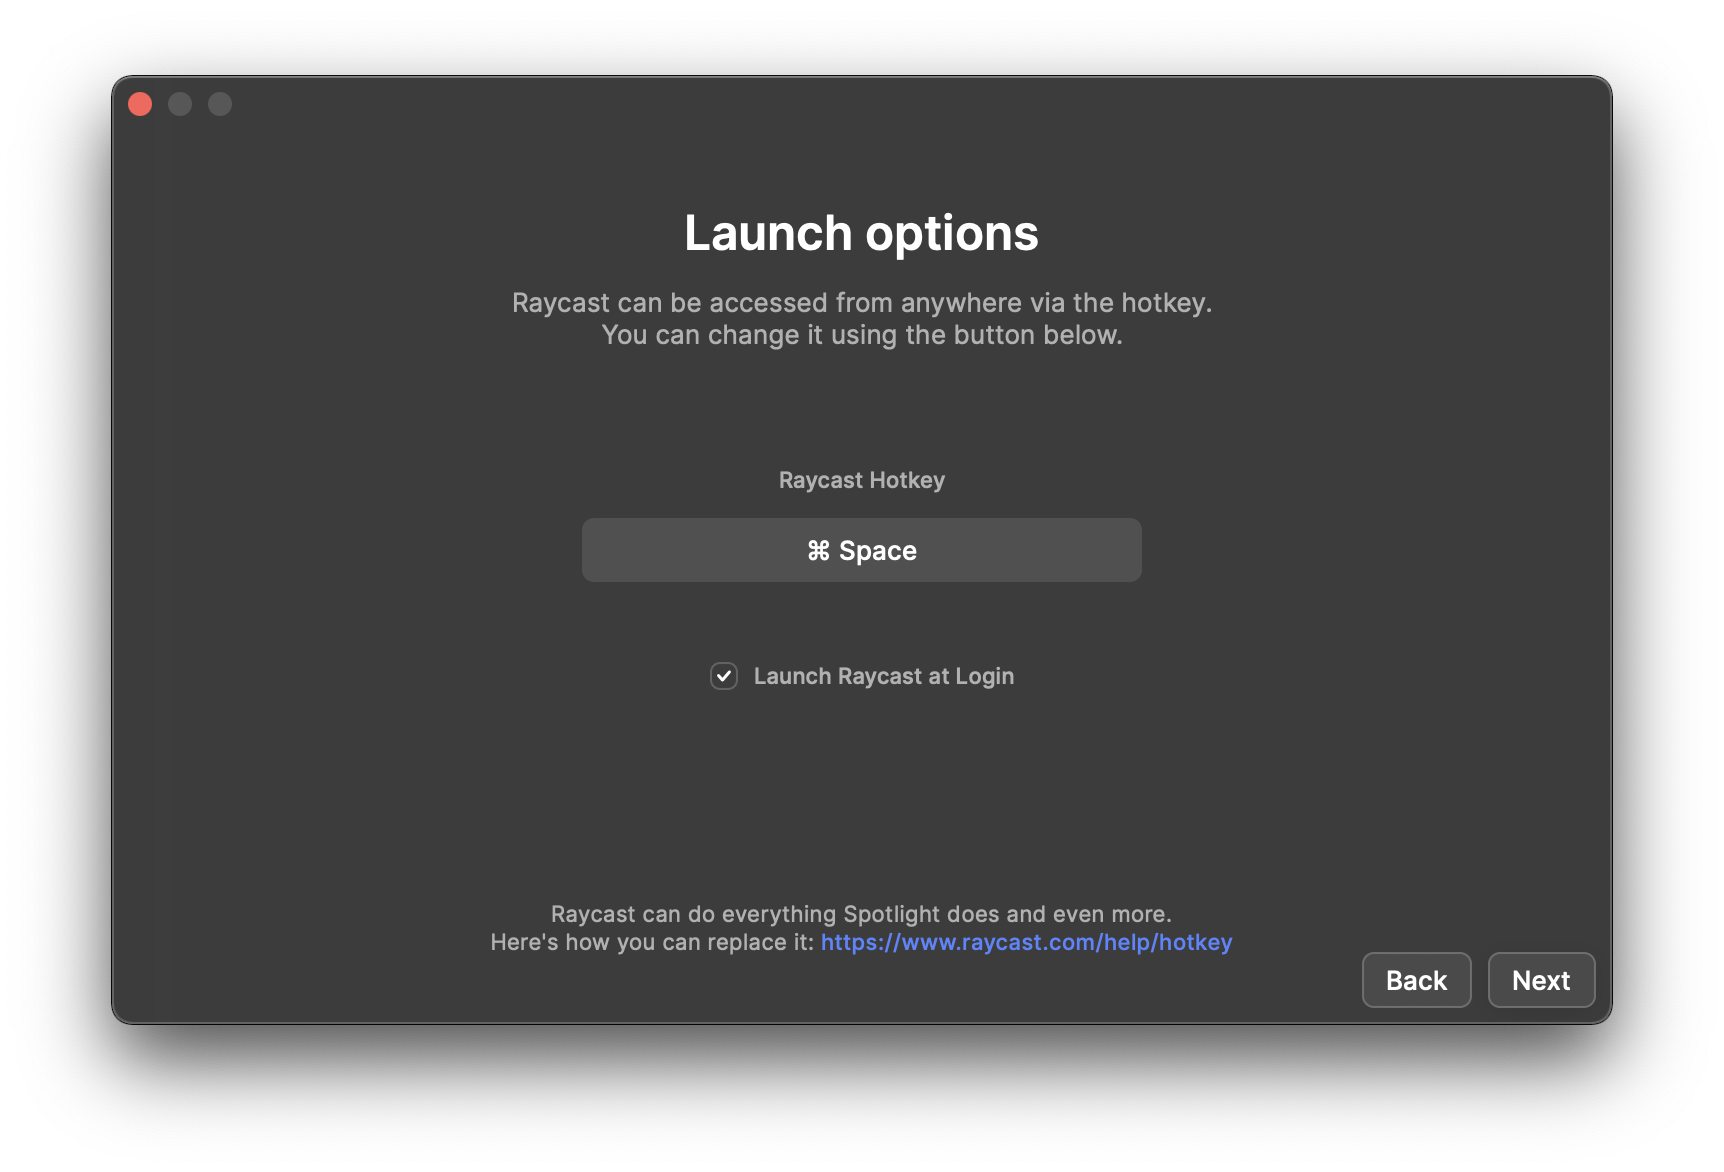 Launch options
Raycast can be accessed from anywhere via the hotkey.
You can change it using the button below.
Raycast Hotkey
⌘ Space
Launch Raycast at Login
Raycast can do everything Spotlight does and even more.
Here's how you can replace it: https://www.raycast.com/help/hotkey
Back
Next